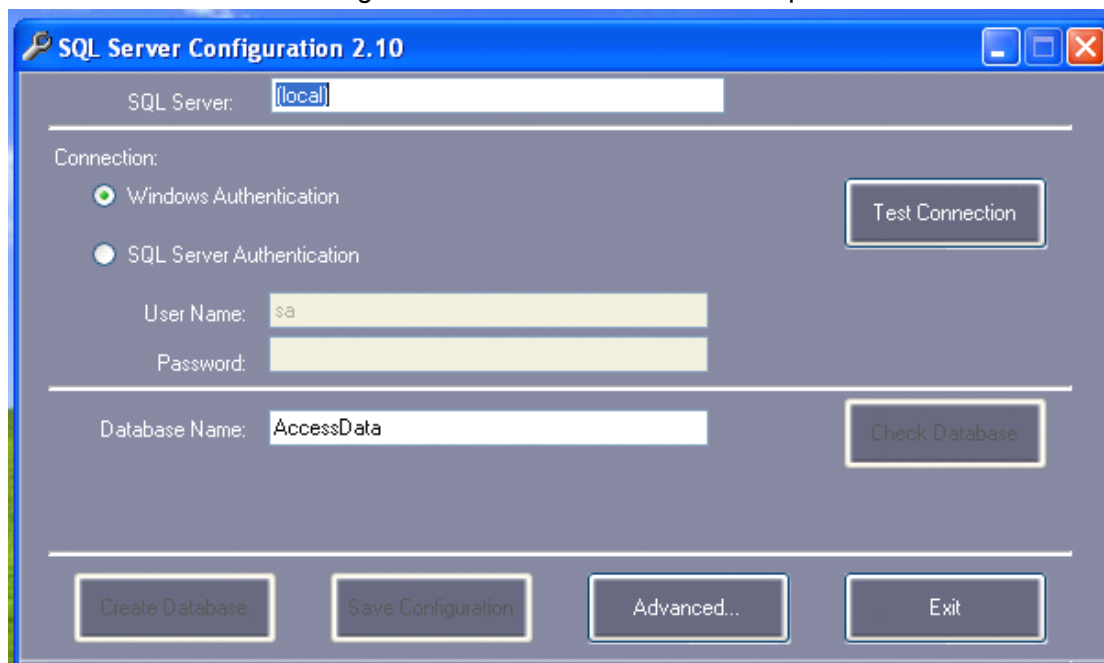 SQL Server Configuration 2.10
SQL Server: (local)
Connection:
Windows Authentication
Test Connection
SQL Server Authentication
User Name: sa
Password:
Database Name: AccessData
Check Database
Create Database Save Configuration Advanced... Exit